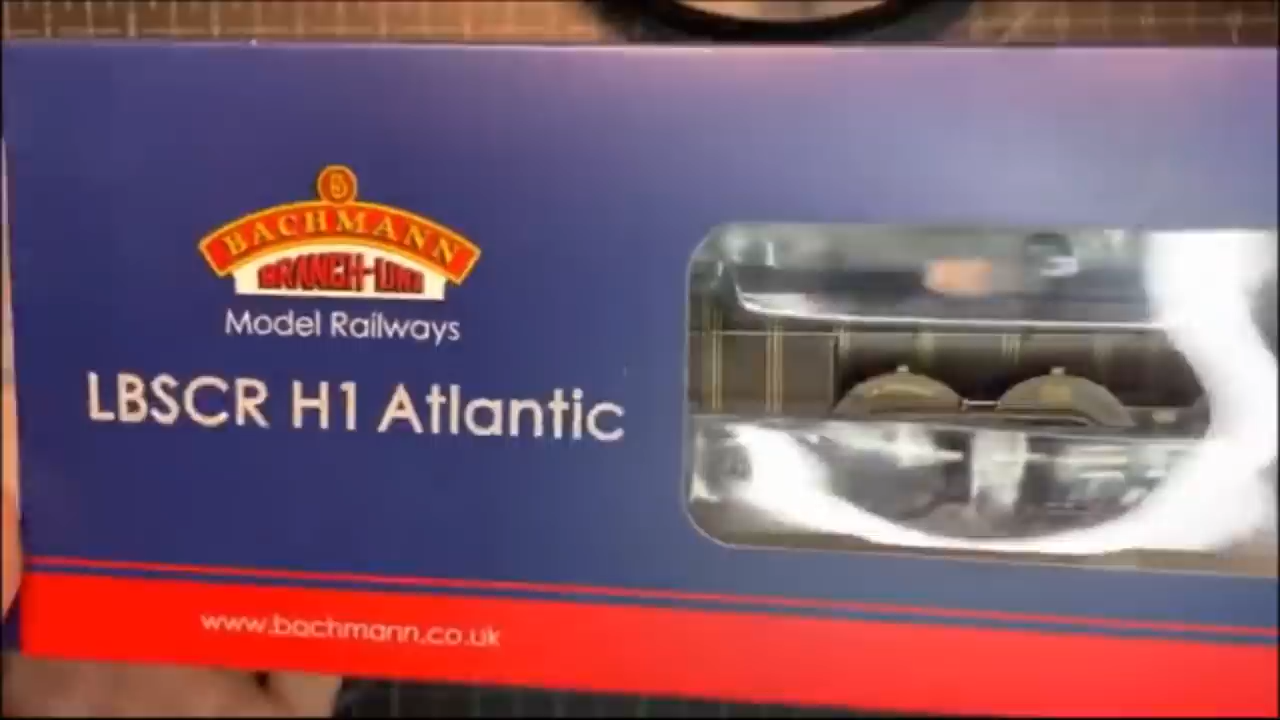 BACHMANN
BRANCH-LINE
Model Railways
LBSCR H1 Atlantic
www.bachmann.co.uk